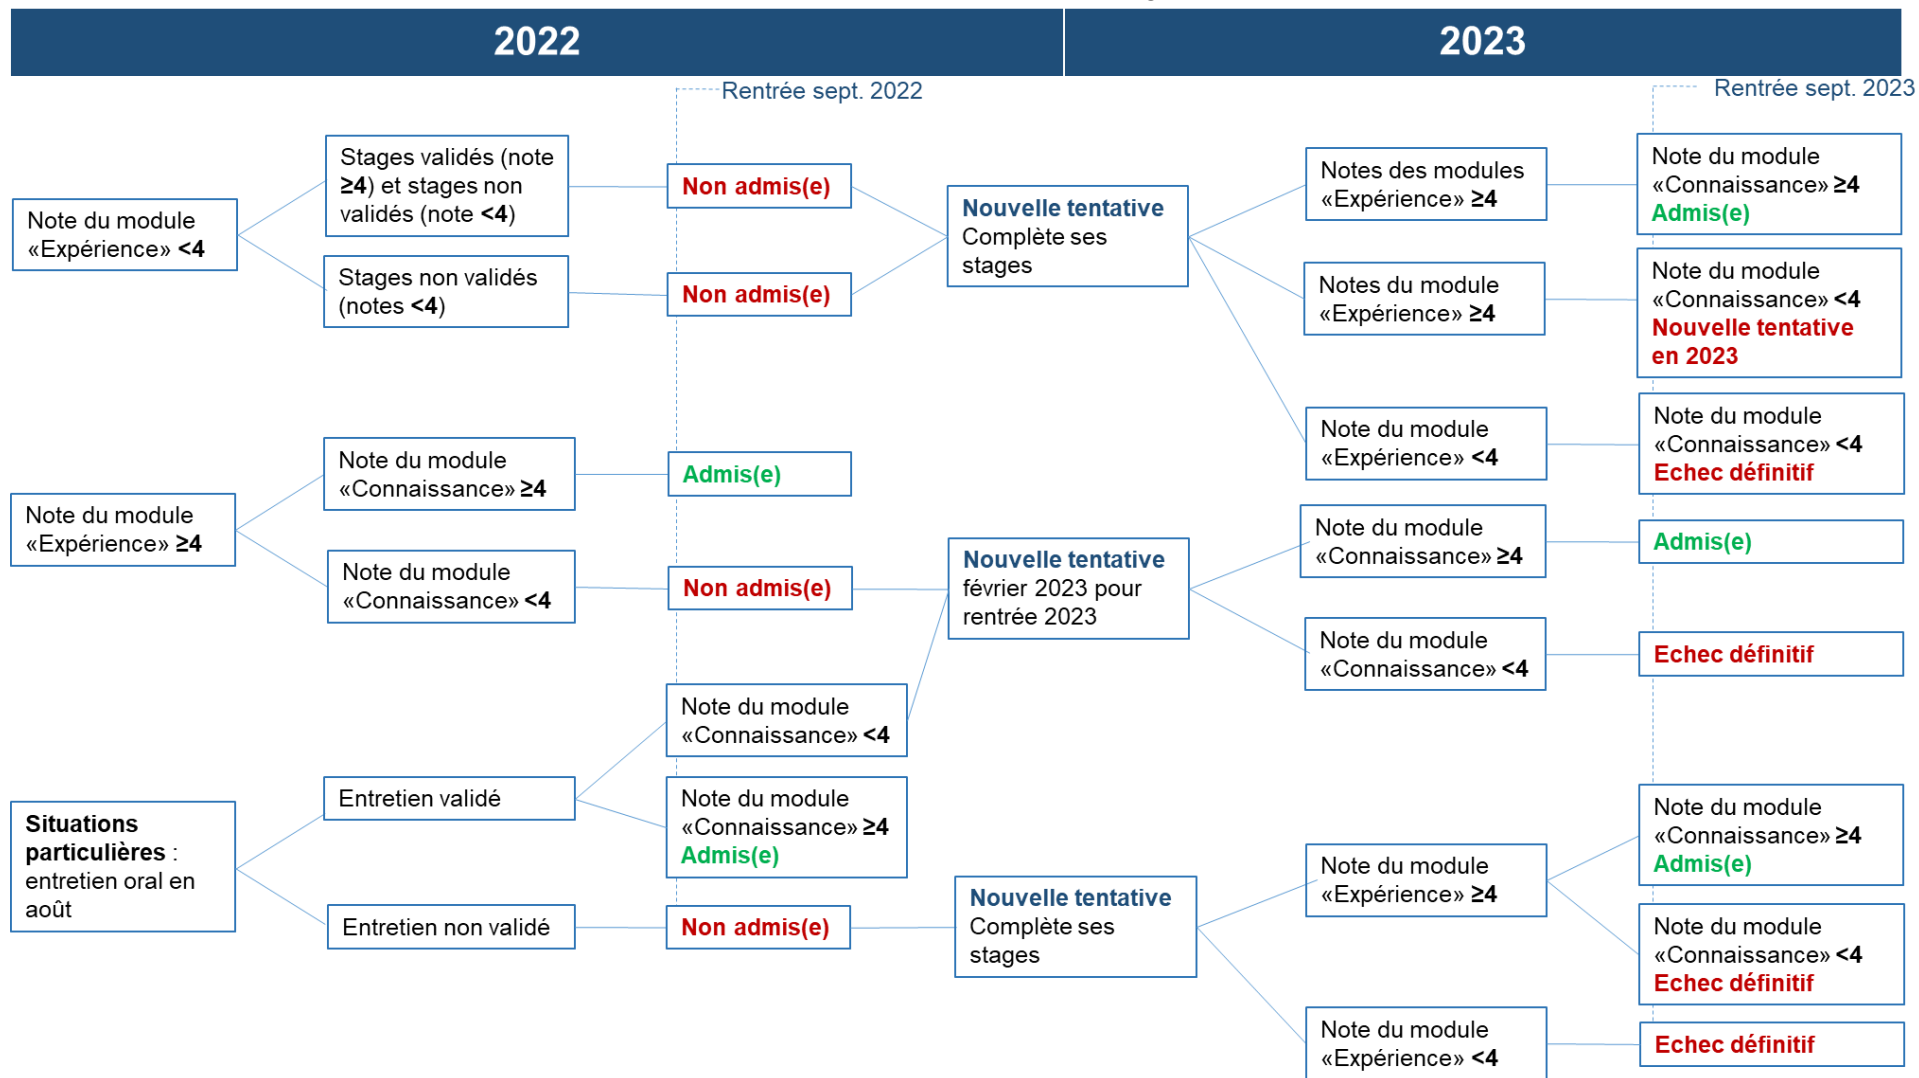 2022
2023
Rentrée sept. 2022
Rentrée sept. 2023
Note du module
«Expérience» <4
Stages validés (note
≥4) et stages non
validés (note <4)
Stages non validés
(notes <4)
Non admis(e)
Non admis(e)
Nouvelle tentative
Complète ses
stages
Notes des modules
«Expérience» ≥4
Note du module
«Connaissance» ≥4
Admis(e)
Notes du module
«Expérience» ≥4
Note du module
«Connaissance» <4
Nouvelle tentative
en 2023
Note du module
«Expérience» <4
Note du module
«Connaissance» <4
Echec définitif
Note du module
«Expérience» ≥4
Note du module
«Connaissance» ≥4
Admis(e)
Note du module
«Connaissance» <4
Non admis(e)
Nouvelle tentative
février 2023 pour
rentrée 2023
Note du module
«Connaissance» ≥4
Admis(e)
Note du module
«Connaissance» <4
Echec définitif
Situations
particulières :
entretien oral en
août
Entretien validé
Note du module
«Connaissance» <4
Note du module
«Connaissance» ≥4
Admis(e)
Entretien non validé
Non admis(e)
Nouvelle tentative
Complète ses
stages
Note du module
«Expérience» ≥4
Note du module
«Connaissance» ≥4
Admis(e)
Note du module
«Connaissance» <4
Echec définitif
Note du module
«Expérience» <4
Echec définitif